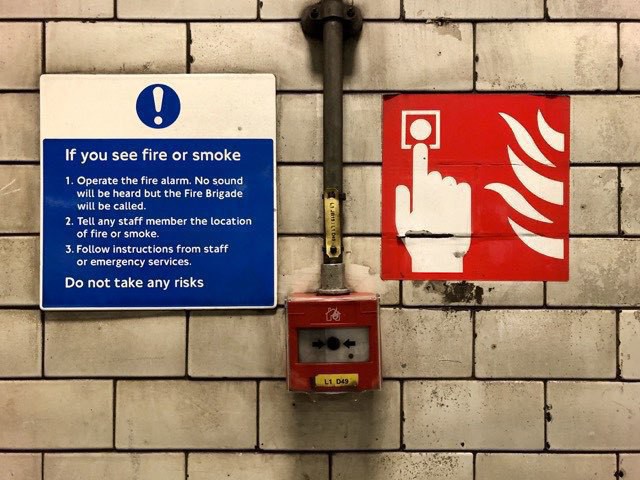 If you see fire or smoke
1. Operate the fire alarm. No sound
will be heard but the Fire Brigade
will be called.
2. Tell any staff member the location
of fire or smoke.
3. Follow instructions from staff
or emergency services.
Do not take any risks
L1 D49